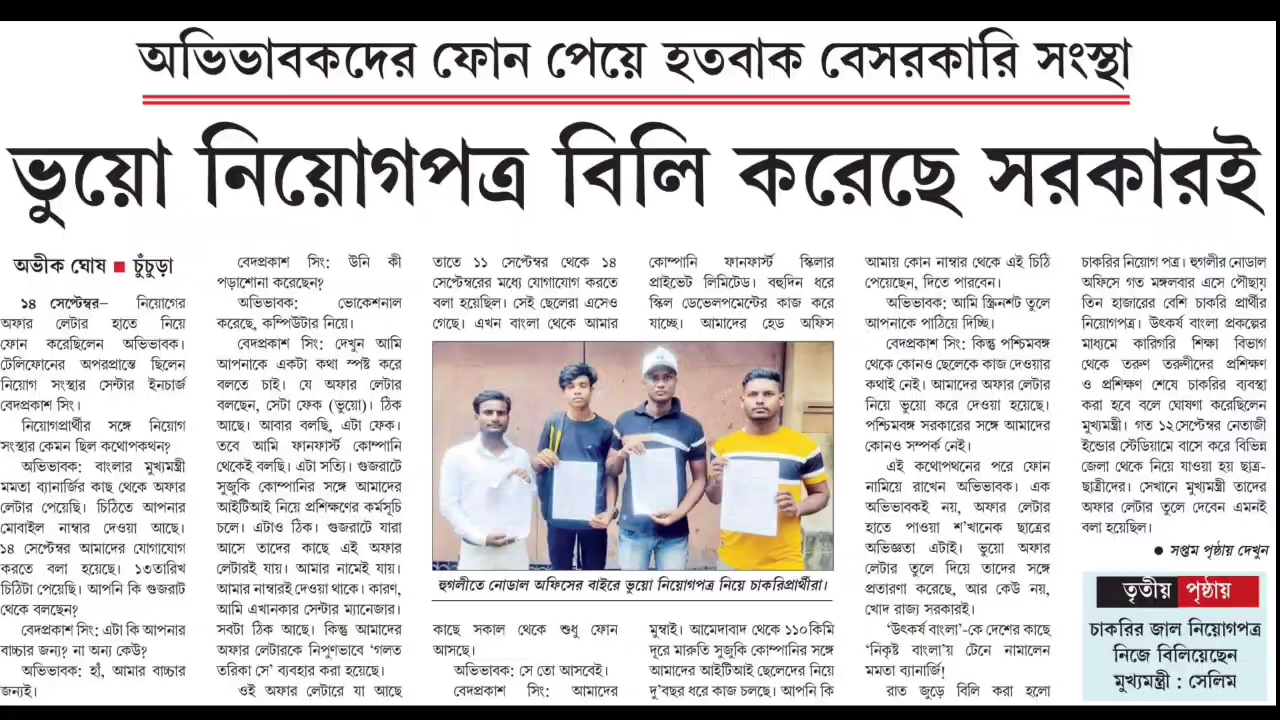 অভিভাবকদের ফোন পেয়ে হতবাক বেসরকারি সংস্থা
ভুয়ো নিয়োগপত্র বিলি করেছে সরকারই
অভীক ঘোষ ■ চুঁচুড়া
১৪ সেপ্টেম্বর– নিয়োগের
অফার লেটার হাতে নিয়ে
ফোন করেছিলেন অভিভাবক।
টেলিফোনের অপরপ্রান্তে ছিলেন
নিয়োগ সংস্থার সেন্টার ইনচার্জ
বেদপ্রকাশ সিং।
নিয়োগপ্রার্থীর সঙ্গে নিয়োগ
সংস্থার কেমন ছিল কথোপকথন?
অভিভাবক: বাংলার মুখ্যমন্ত্রী
মমতা ব্যানার্জির কাছ থেকে অফার
লেটার পেয়েছি। চিঠিতে আপনার
মোবাইল নাম্বার দেওয়া আছে।
১৪ সেপ্টেম্বর আমাদের যোগাযোগ
করতে বলা হয়েছে। ১৩তারিখ
চিঠিটা পেয়েছি। আপনি কি গুজরাট
থেকে বলছেন?
বেদপ্রকাশ সিং: এটা কি আপনার
বাচ্চার জন্য? না অন্য কেউ?
অভিভাবক: হাঁ, আমার বাচ্চার
জন্যই।
বেদপ্রকাশ সিং: উনি কী
পড়াশোনা করেছেন?
অভিভাবক: ভোকেশনাল
করেছে, কম্পিউটার নিয়ে।
বেদপ্রকাশ সিং: দেখুন আমি
আপনাকে একটা কথা স্পষ্ট করে
বলতে চাই। যে অফার লেটার
বলছেন, সেটা ফেক (ভুয়ো)। ঠিক
আছে। আবার বলছি, এটা ফেক।
তবে আমি ফানফার্স্ট কোম্পানি
থেকেই বলছি। এটা সত্যি। গুজরাটে
সুজুকি কোম্পানির সঙ্গে আমাদের
আইটিআই নিয়ে প্রশিক্ষণের কর্মসূচি
চলে। এটাও ঠিক। গুজরাটে যারা
আসে তাদের কাছে এই অফার
লেটারই যায়। আমার নামেই যায়।
আমার নাম্বারই দেওয়া থাকে। কারণ,
আমি এখানকার সেন্টার ম্যানেজার।
সবটা ঠিক আছে। কিন্তু আমাদের
অফার লেটারকে নিপুণভাবে ‘গলত
তরিকা সে’ ব্যবহার করা হয়েছে।
ওই অফার লেটারে যা আছে
তাতে ১১ সেপ্টেম্বর থেকে ১৪
সেপ্টেম্বরের মধ্যে যোগাযোগ করতে
বলা হয়েছিল। সেই ছেলেরা এসেও
গেছে। এখন বাংলা থেকে আমার
কাছে সকাল থেকে শুধু ফোন
আসছে।
অভিভাবক: সে তো আসবেই।
বেদপ্রকাশ সিং: আমাদের
কোম্পানি ফানফার্স্ট স্কিলার
প্রাইভেট লিমিটেড। বহুদিন ধরে
স্কিল ডেভেলপমেন্টের কাজ করে
যাচ্ছে। আমাদের হেড অফিস
মুম্বাই। আমেদাবাদ থেকে ১১০কিমি
দূরে মারুতি সুজুকি কোম্পানির সঙ্গে
আমাদের আইটিআই ছেলেদের নিয়ে
দু’বছর ধরে কাজ চলছে। আপনি কি
হুগলীতে নোডাল অফিসের বাইরে ভুয়ো নিয়োগপত্র নিয়ে চাকরিপ্রার্থীরা।
আমায় কোন নাম্বার থেকে এই চিঠি
পেয়েছেন, দিতে পারবেন।
অভিভাবক: আমি স্ক্রিনশট তুলে
আপনাকে পাঠিয়ে দিচ্ছি।
বেদপ্রকাশ সিং: কিন্তু পশ্চিমবঙ্গ
থেকে কোনও ছেলেকে কাজ দেওয়ার
কথাই নেই। আমাদের অফার লেটার
নিয়ে ভুয়ো করে দেওয়া হয়েছে।
পশ্চিমবঙ্গ সরকারের সঙ্গে আমাদের
কোনও সম্পর্ক নেই।
এই কথোপথনের পরে ফোন
নামিয়ে রাখেন অভিভাবক। এক
অভিভাবকই নয়, অফার লেটার
হাতে পাওয়া শ’খানেক ছাত্রের
অভিজ্ঞতা এটাই। ভুয়ো অফার
লেটার তুলে দিয়ে তাদের সঙ্গে
প্রতারণা করেছে, আর কেউ নয়,
খোদ রাজ্য সরকারই।
‘উৎকর্ষ বাংলা’-কে দেশের কাছে
‘নিকৃষ্ট বাংলা’য় টেনে নামালেন
মমতা ব্যানার্জি!
রাত জুড়ে বিলি করা হলো
চাকরির নিয়োগ পত্র। হুগলীর নোডাল
অফিসে গত মঙ্গলবার এসে পৌছায়
তিন হাজারের বেশি চাকরি প্রার্থীর
নিয়োগপত্র। উৎকর্ষ বাংলা প্রকল্পের
মাধ্যমে কারিগরি শিক্ষা বিভাগ
থেকে তরুণ তরুণীদের প্রশিক্ষণ
ও প্রশিক্ষণ শেষে চাকরির ব্যবস্থা
করা হবে বলে ঘোষণা করেছিলেন
মুখ্যমন্ত্রী। গত ১২সেপ্টেম্বর নেতাজী
ইন্ডোর স্টেডিয়ামে বাসে করে বিভিন্ন
জেলা থেকে নিয়ে যাওয়া হয় ছাত্র-
ছাত্রীদের। সেখানে মুখ্যমন্ত্রী তাদের
অফার লেটার তুলে দেবেন এমনই
বলা হয়েছিল।
● সপ্তম পৃষ্ঠায় দেখুন
তৃতীয় পৃষ্ঠায়
চাকরির জাল নিয়োগপত্র
নিজে বিলিয়েছেন
মুখ্যমন্ত্রী : সেলিম